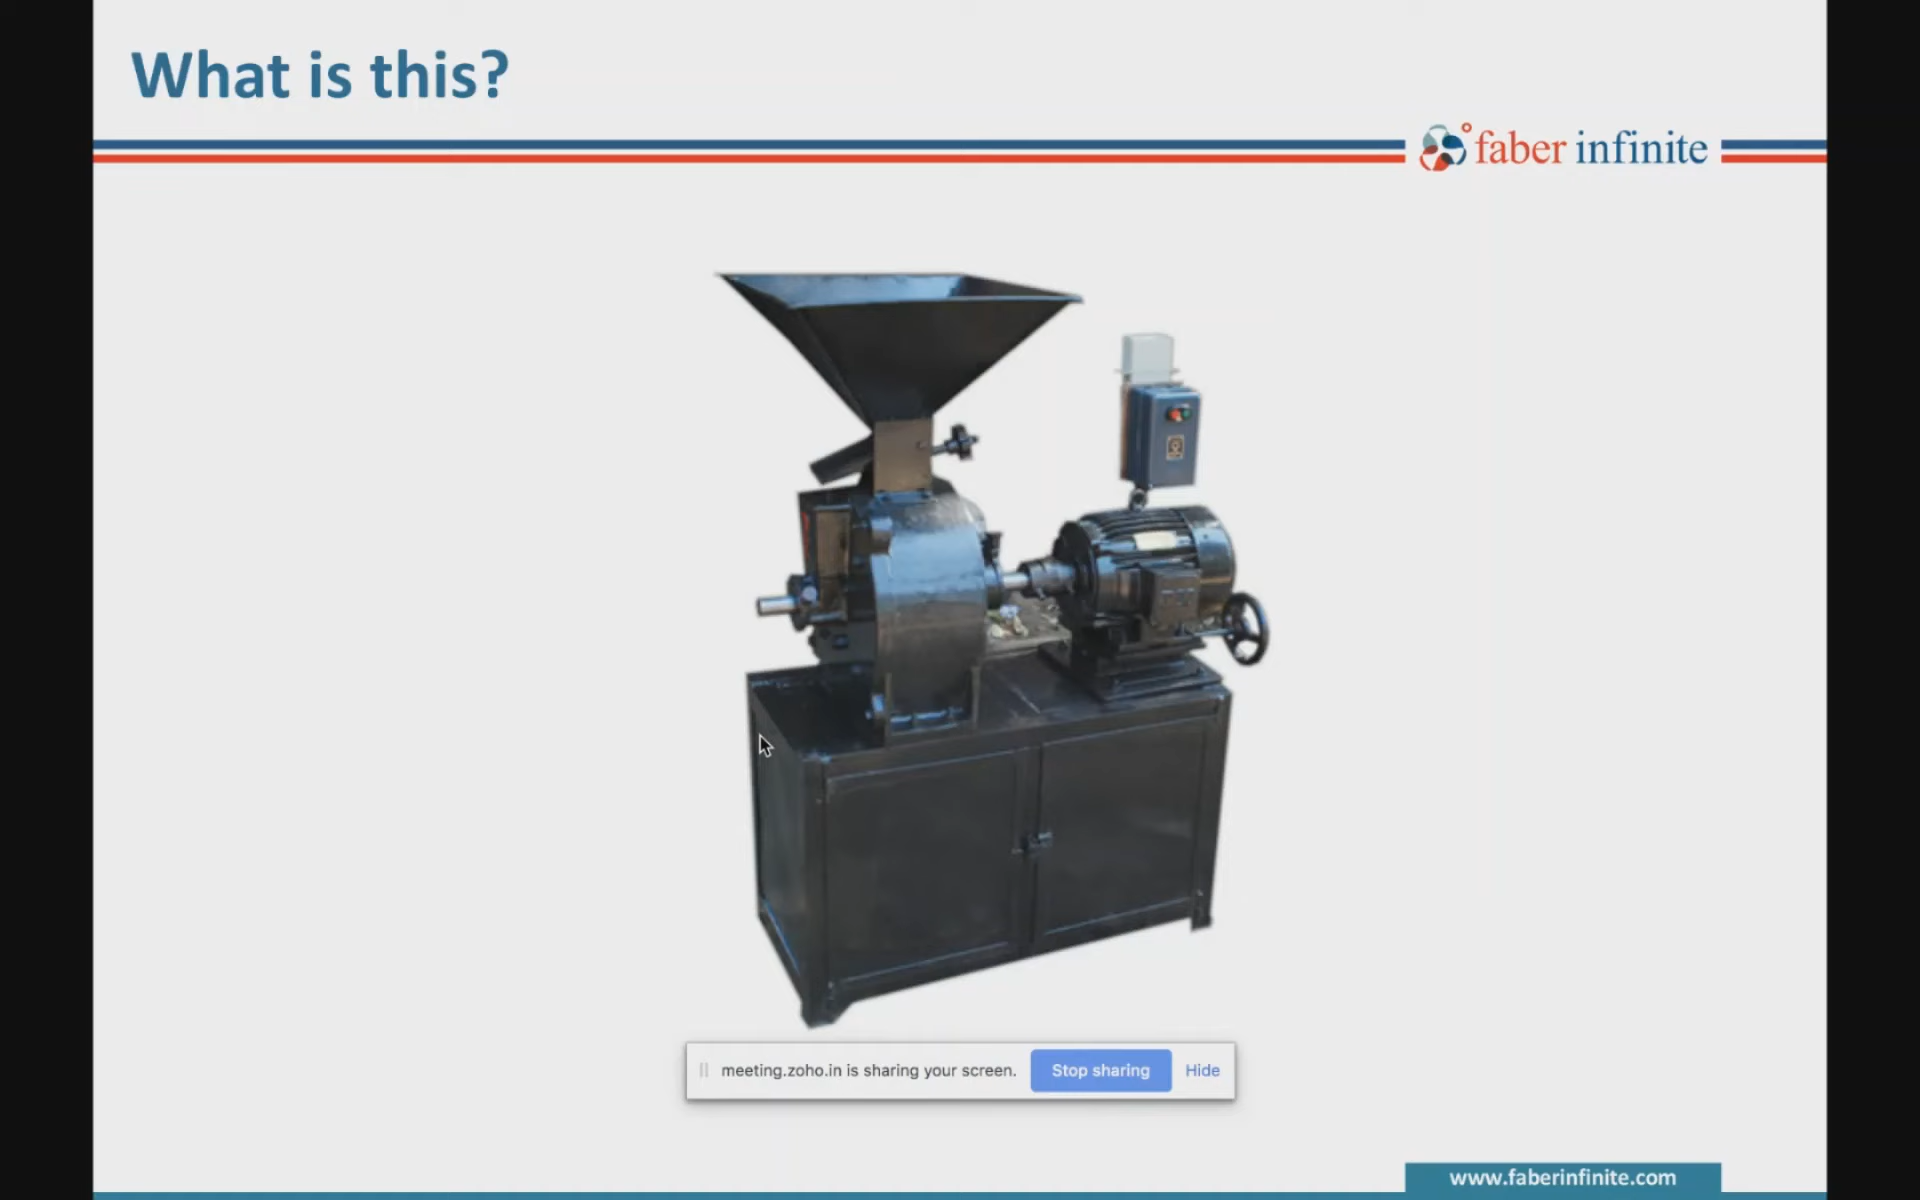 What is this?
faber infinite
meeting.zoho.in is sharing your screen.
Stop sharing
Hide
www.faberinfinite.com